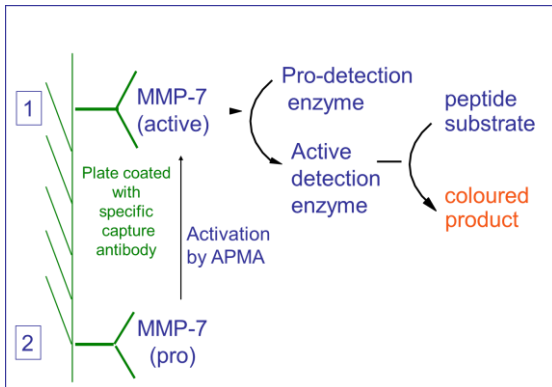 1
MMP-7
(active)
Pro-detection
enzyme
peptide
substrate
Active
detection
enzyme
coloured
product
Plate coated
with
specific
capture
antibody
Activation
by APMA
2
MMP-7
(pro)